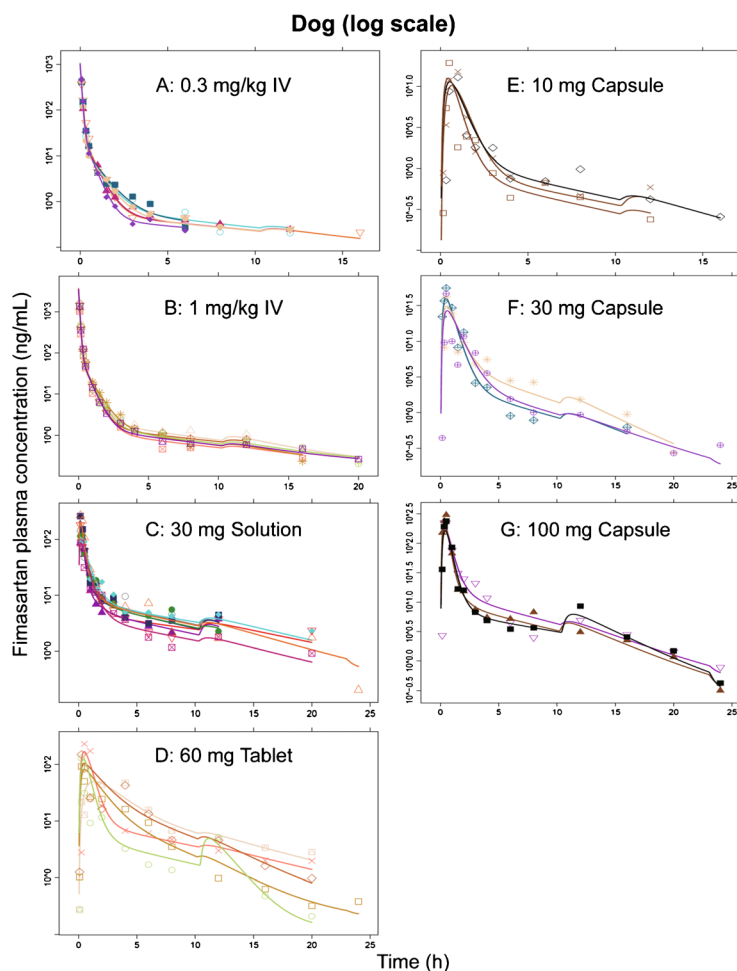 Dog (log scale)
A: 0.3 mg/kg IV
10^3
10^2
10^1
10^0
0 5 10 15
E: 10 mg Capsule
10^1.0
10^0.5
10^0.0
10^−0.5
0 5 10 15
B: 1 mg/kg IV
10^3
10^2
10^1
10^0
0 5 10 15 20
F: 30 mg Capsule
10^1.5
10^1.0
10^0.5
10^0.0
10^−0.5
0 5 10 15 20 25
C: 30 mg Solution
10^2
10^1
10^0
0 5 10 15 20 25
G: 100 mg Capsule
10^2.5
10^2.0
10^1.5
10^1.0
10^0.5
10^0.0
10^−0.5
0 5 10 15 20 25
D: 60 mg Tablet
10^2
10^1
10^0
0 5 10 15 20 25
Fimasartan plasma concentration (ng/mL)
Time (h)